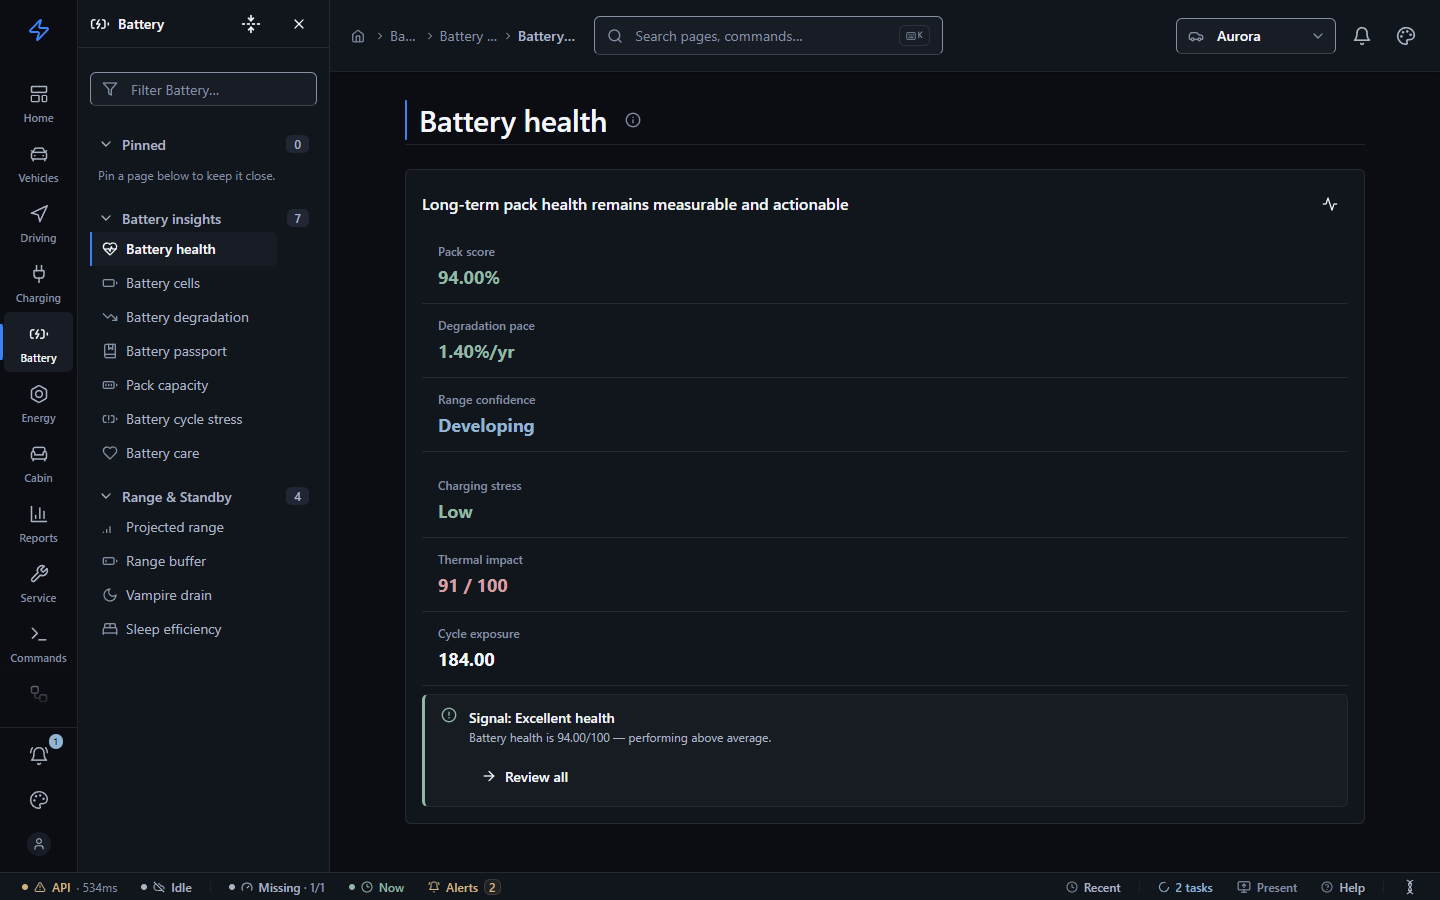 Battery
Ba...
Battery ...
Battery...
Search pages, commands...
K
Aurora
Home
Vehicles
Driving
Charging
Battery
Energy
Cabin
Reports
Service
Commands
1
Filter Battery...
Pinned
0
Pin a page below to keep it close.
Battery insights
7
Battery health
Battery cells
Battery degradation
Battery passport
Pack capacity
Battery cycle stress
Battery care
Range & Standby
4
Projected range
Range buffer
Vampire drain
Sleep efficiency
Battery health
Long-term pack health remains measurable and actionable
Pack score
94.00%
Degradation pace
1.40%/yr
Range confidence
Developing
Charging stress
Low
Thermal impact
91 / 100
Cycle exposure
184.00
Signal: Excellent health
Battery health is 94.00/100 — performing above average.
Review all
API · 534ms
Idle
Missing · 1/1
Now
Alerts 2
Recent
2 tasks
Present
Help